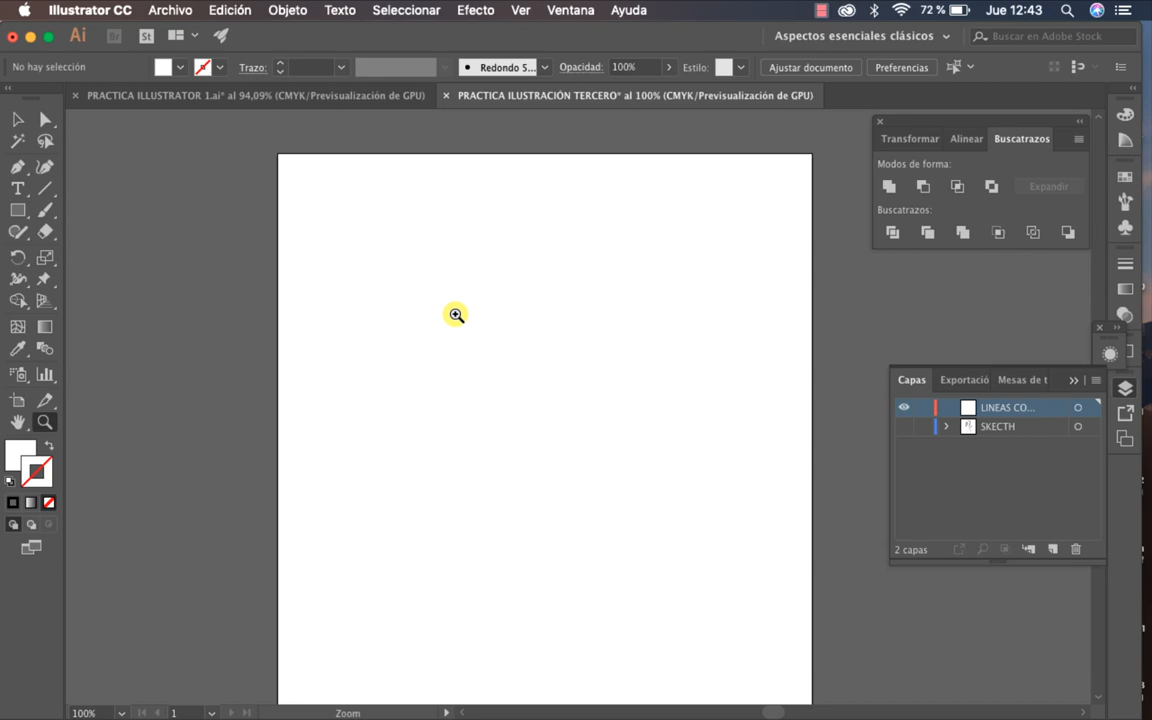 Illustrator CC Archivo Edición Objeto Texto Seleccionar Efecto Ver Ventana Ayuda 72 % Jue 12:43
Ai Br St Aspectos esenciales clásicos Buscar en Adobe Stock
No hay selección Trazo: Redondo 5... Opacidad: 100% Estilo: Ajustar documento Preferencias
PRACTICA ILLUSTRATOR 1.ai* al 94,09% (CMYK/Previsualización de GPU) PRACTICA ILUSTRACIÓN TERCERO* al 100% (CMYK/Previsualización de GPU)
Transformar Alinear Buscatrazos
Modos de forma:
Expandir
Buscatrazos:
Capas Exportació Mesas de t
LINEAS CO...
SKECTH
2 capas
100% 1 Zoom